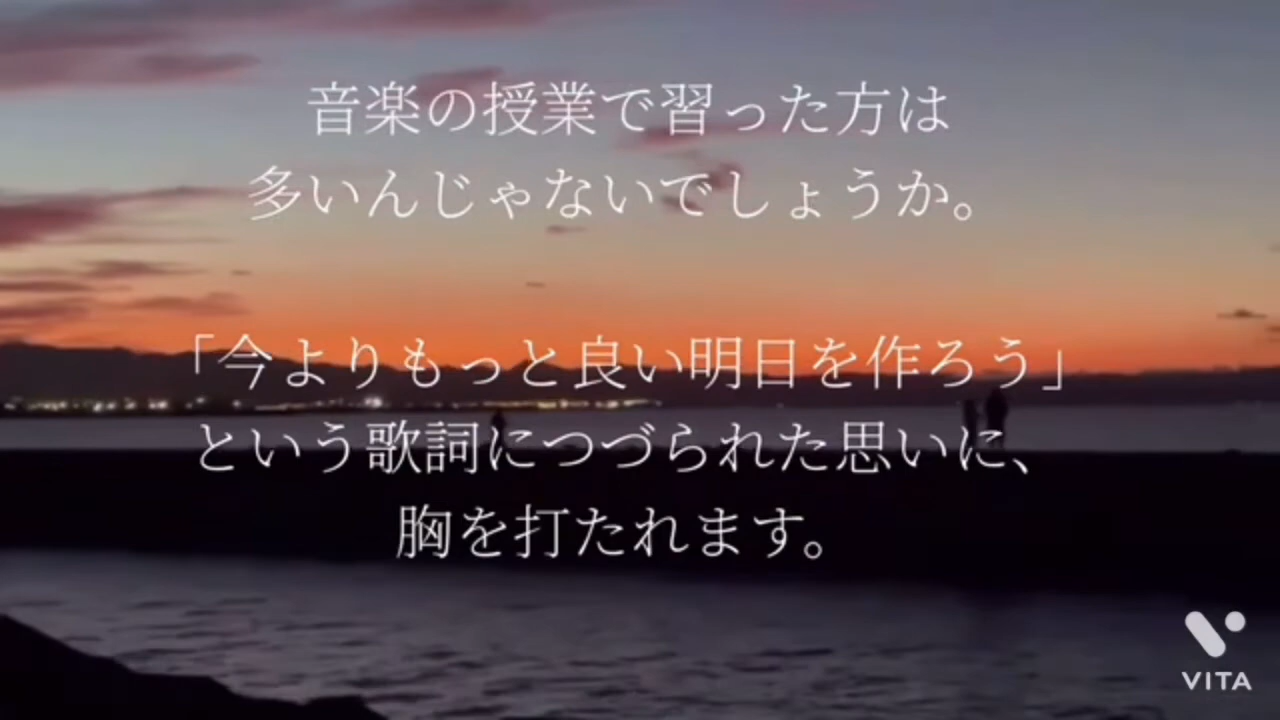 音楽の授業で習った方は
多いんじゃないでしょうか。
「今よりもっと良い明日を作ろう」
という歌詞につづられた思いに、
胸を打たれます。
VITA